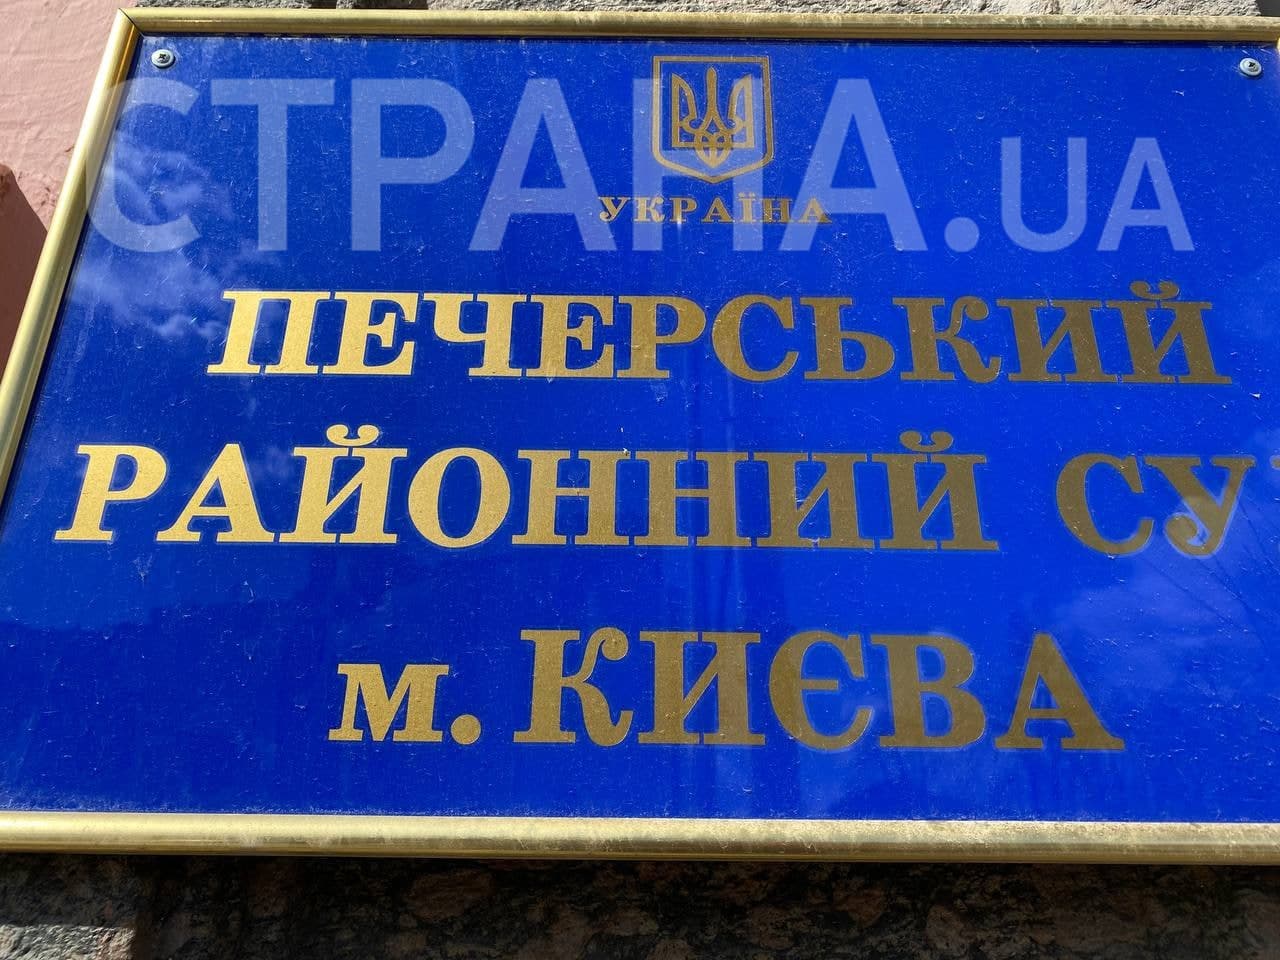 СТРАНА.UA
УКРАЇНА
ПЕЧЕРСЬКИЙ
РАЙОННИЙ СУ
м. КИЄВА